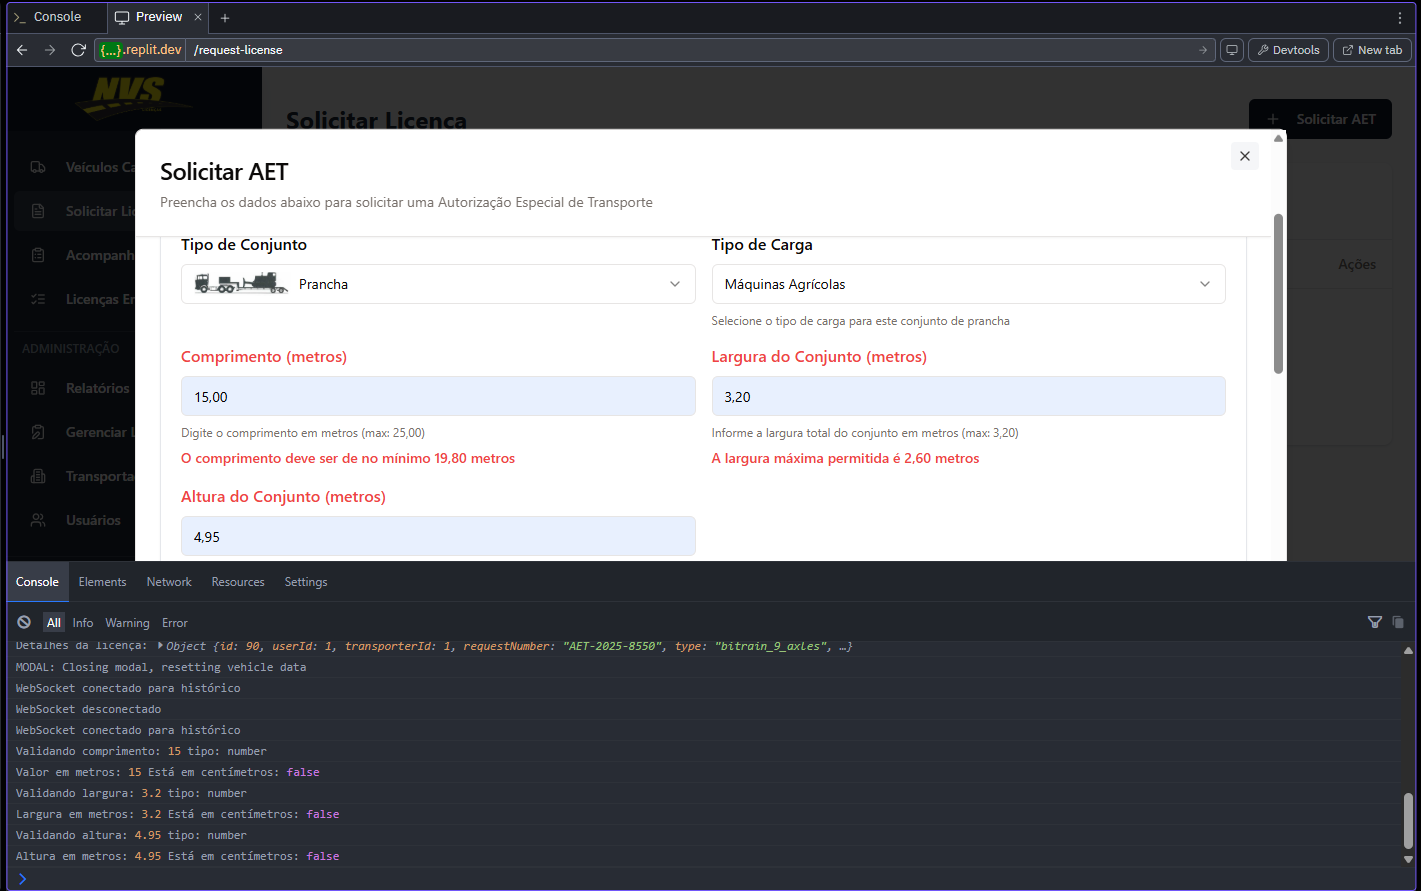 Console
Preview
{...}.replit.dev
/request-license
Devtools
New tab
NVS
Solicitar Licença
Solicitar AET
Veículos Ca
Solicitar Lic
Acompanh
Licenças Em
ADMINISTRAÇÃO
Relatórios
Gerenciar L
Transporta
Usuários
Ações
Solicitar AET
Preencha os dados abaixo para solicitar uma Autorização Especial de Transporte
Tipo de Conjunto
Tipo de Carga
Prancha
Máquinas Agrícolas
Selecione o tipo de carga para este conjunto de prancha
Comprimento (metros)
Largura do Conjunto (metros)
15,00
3,20
Digite o comprimento em metros (max: 25,00)
Informe a largura total do conjunto em metros (max: 3,20)
O comprimento deve ser de no mínimo 19,80 metros
A largura máxima permitida é 2,60 metros
Altura do Conjunto (metros)
4,95
Console
Elements
Network
Resources
Settings
All
Info
Warning
Error
Detalhes da licença: Object {id: 90, userId: 1, transporterId: 1, requestNumber: "AET-2025-8550", type: "bitrain_9_axles", …}
MODAL: Closing modal, resetting vehicle data
WebSocket conectado para histórico
WebSocket desconectado
WebSocket conectado para histórico
Validando comprimento: 15 tipo: number
Valor em metros: 15 Está em centímetros: false
Validando largura: 3.2 tipo: number
Largura em metros: 3.2 Está em centímetros: false
Validando altura: 4.95 tipo: number
Altura em metros: 4.95 Está em centímetros: false